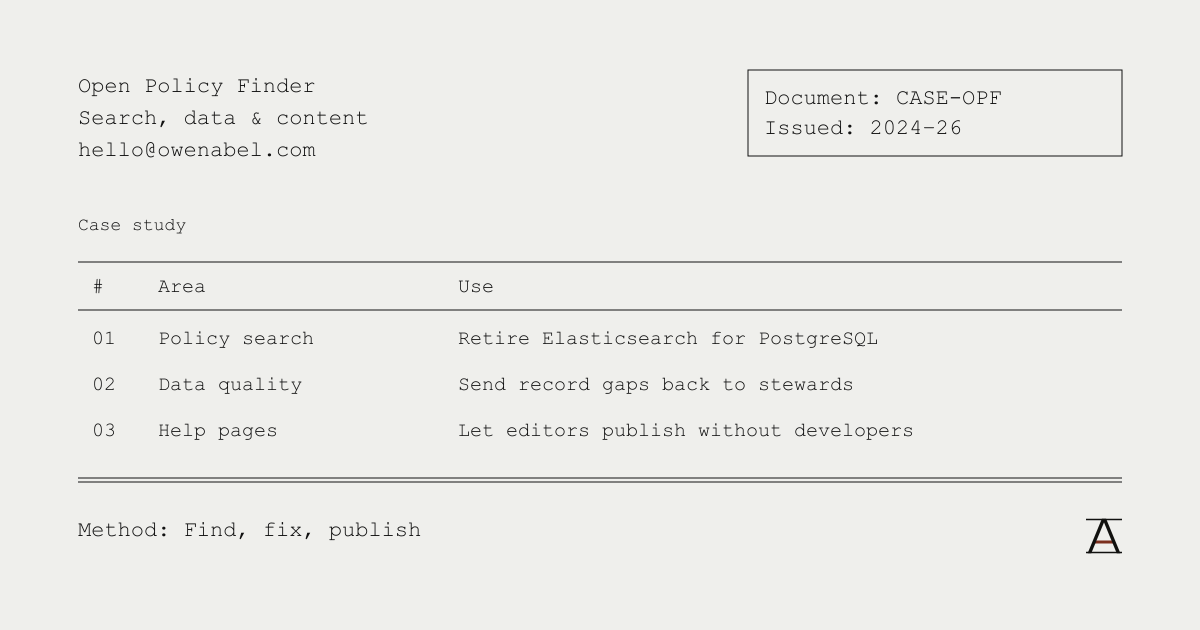 Open Policy Finder
Search, data & content
hello@owenabel.com
Document: CASE-OPF
Issued: 2024–26
Case study
# Area Use
01 Policy search Retire Elasticsearch for PostgreSQL
02 Data quality Send record gaps back to stewards
03 Help pages Let editors publish without developers
Method: Find, fix, publish
A